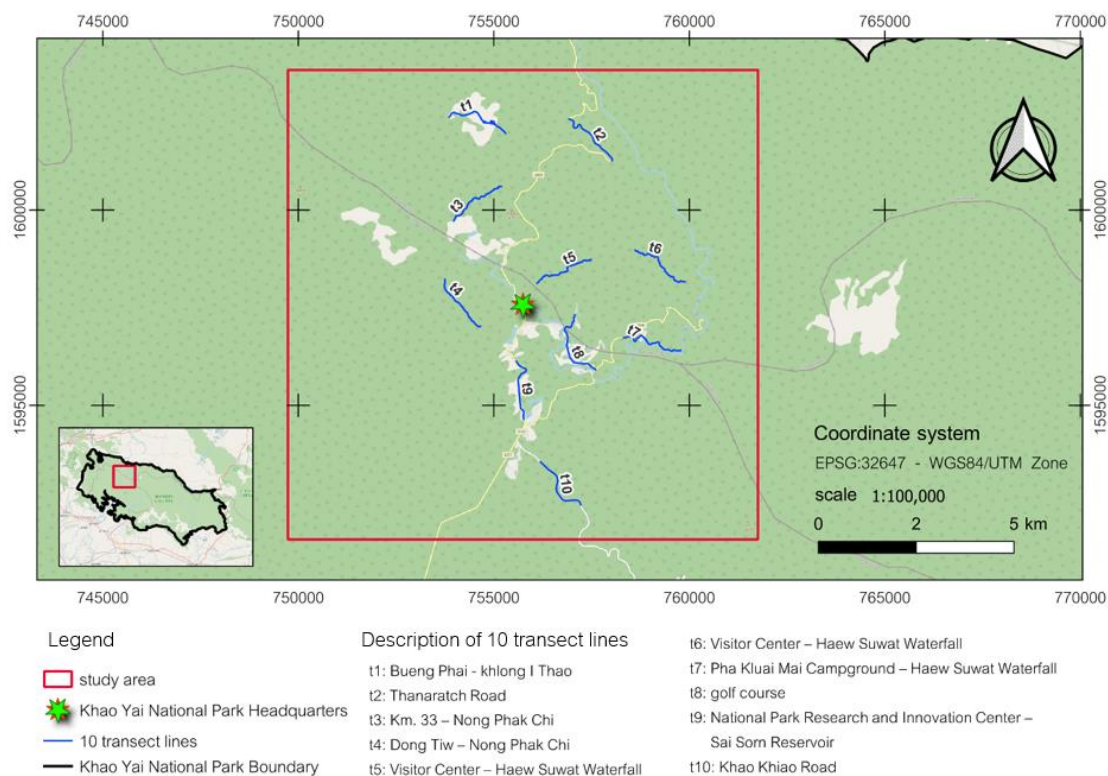 745000 750000 755000 760000 765000 770000
1600000
1595000
t1
t2
t3
t4
t5
t6
t7
t8
t9
t10
1600000
1595000
Coordinate system
EPSG:32647 - WGS84/UTM Zone
scale 1:100,000
0 2 5 km
745000 750000 755000 760000 765000 770000
Legend
study area
Khao Yai National Park Headquarters
10 transect lines
Khao Yai National Park Boundary
Description of 10 transect lines
t1: Bueng Phai - khlong I Thao
t2: Thanaratch Road
t3: Km. 33 – Nong Phak Chi
t4: Dong Tiw – Nong Phak Chi
t5: Visitor Center – Haew Suwat Waterfall
t6: Visitor Center – Haew Suwat Waterfall
t7: Pha Kluai Mai Campground – Haew Suwat Waterfall
t8: golf course
t9: National Park Research and Innovation Center –
Sai Sorn Reservoir
t10: Khao Khiao Road